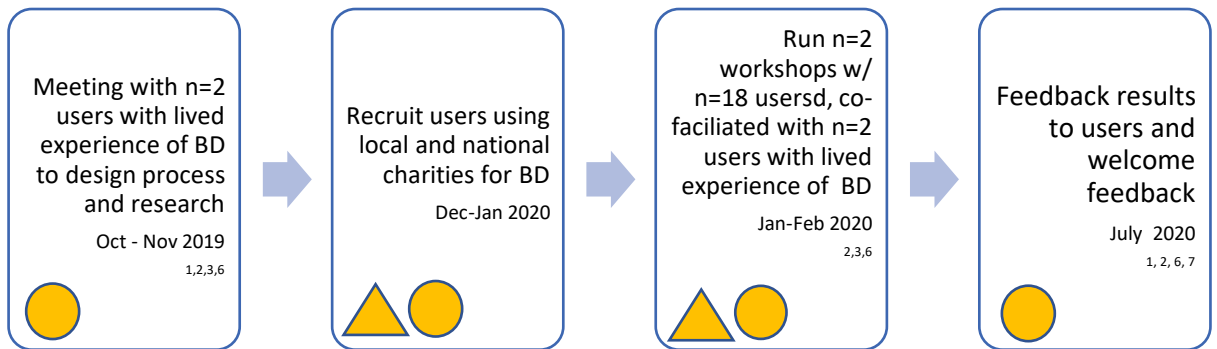 Meeting with n=2
users with lived
experience of BD
to design process
and research
Oct - Nov 2019
1,2,3,6
Recruit users using
local and national
charities for BD
Dec-Jan 2020
Run n=2
workshops w/
n=18 usersd, co-
faciliated with n=2
users with lived
experience of BD
Jan-Feb 2020
2,3,6
Feedback results
to users and
welcome
feedback
July 2020
1, 2, 6, 7